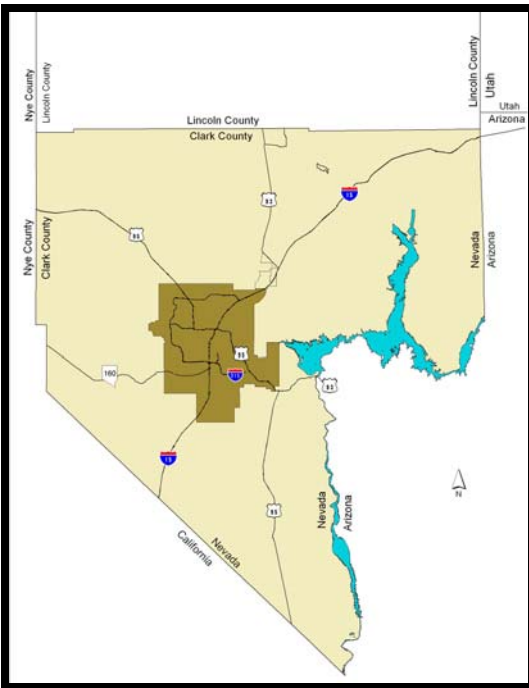 Nye County
Lincoln County
Lincoln County
Utah
Utah
Arizona
Lincoln County
Clark County
93
15
95
Nye County
Clark County
Nevada
Arizona
160
95
215
93
15
95
Nevada
Arizona
N
California
Nevada